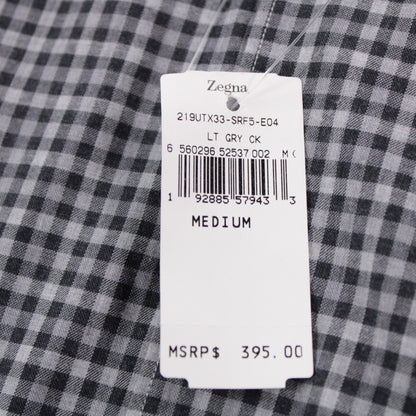 Zegna
219UTX33-SRF5-E04
LT GRY CK
6 560296 52537 002 M (
1 92885 57943 3
MEDIUM
MSRP$ 395.00